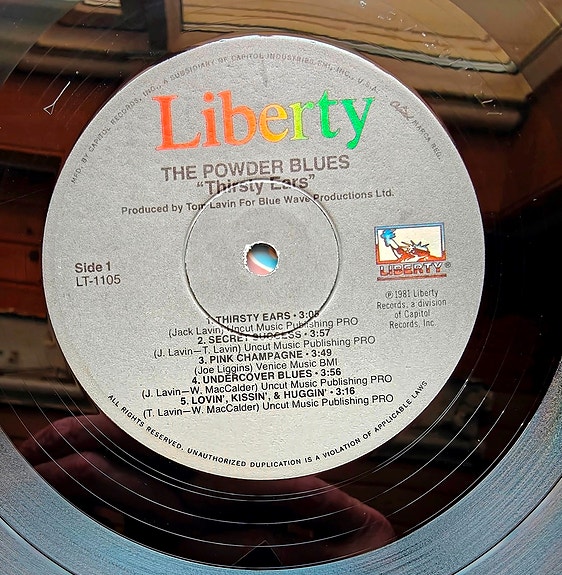 MFD. BY CAPITOL RECORDS, INC., A SUBSIDIARY OF CAPITOL INDUSTRIES-EMI, INC., U.S.A.
MARCA REG.
Liberty
THE POWDER BLUES
"Thirsty Ears"
Produced by Tom Lavin For Blue Wave Productions Ltd.
Side 1
LT-1105
LIBERTY®
℗ 1981 Liberty
Records, a division
of Capitol
Records, Inc.
1. THIRSTY EARS • 3:05
(Jack Lavin) Uncut Music Publishing PRO
2. SECRET SUCCESS • 3:57
(J. Lavin—T. Lavin) Uncut Music Publishing PRO
3. PINK CHAMPAGNE • 3:49
(Joe Liggins) Venice Music BMI
4. UNDERCOVER BLUES • 3:56
(J. Lavin—W. MacCalder) Uncut Music Publishing PRO
5. LOVIN', KISSIN', & HUGGIN' • 3:16
(T. Lavin—W. MacCalder) Uncut Music Publishing PRO
ALL RIGHTS RESERVED. UNAUTHORIZED DUPLICATION IS A VIOLATION OF APPLICABLE LAWS